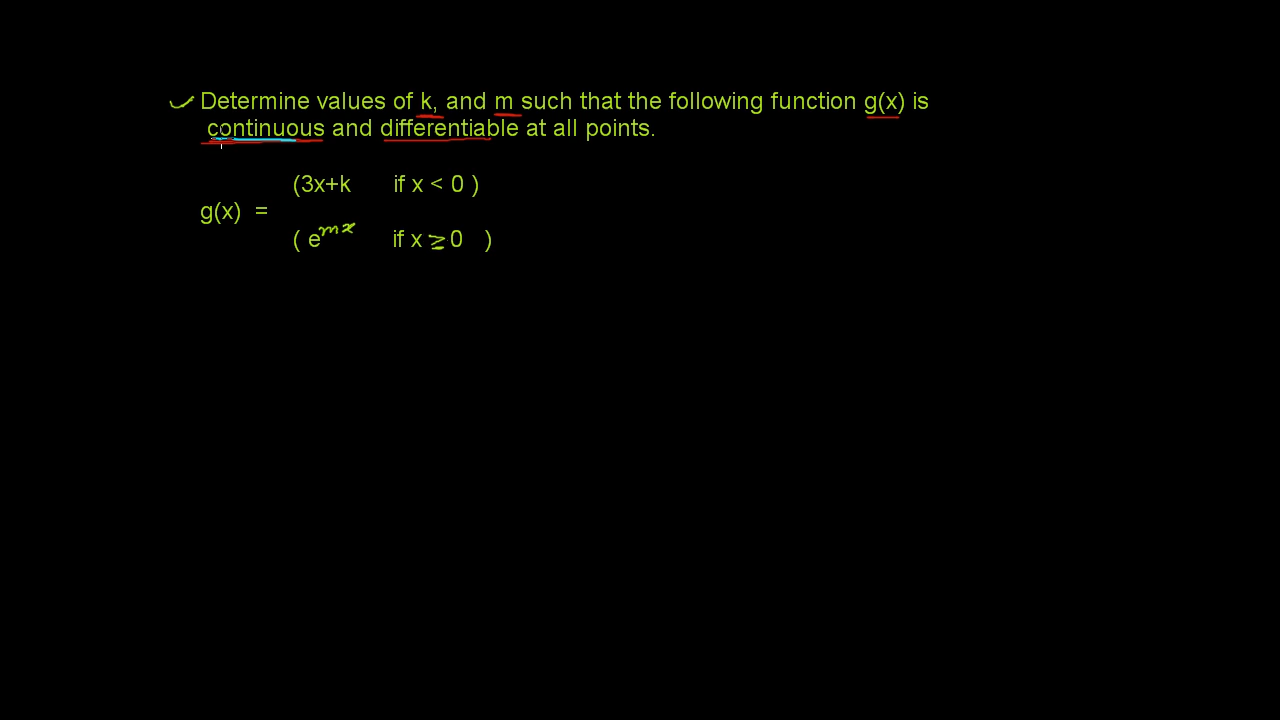 Determine values of k, and m such that the following function g(x) is
continuous and differentiable at all points.
(3x+k if x < 0 )
g(x) =
( e^mx if x ≥ 0 )